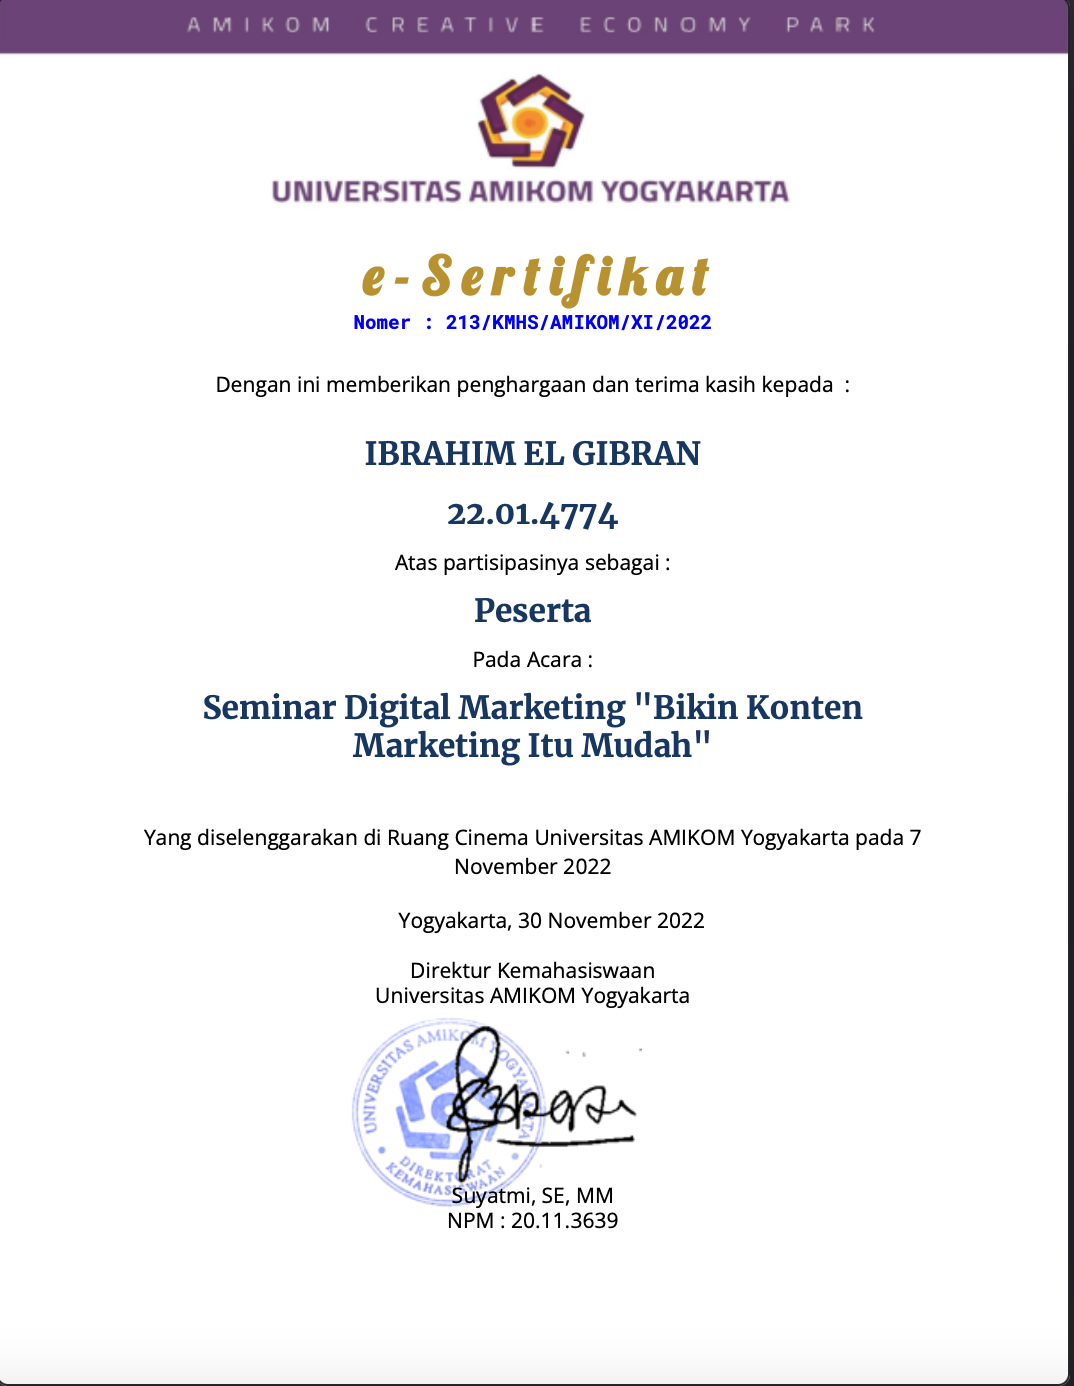 AMIKOM CREATIVE ECONOMY PARK
UNIVERSITAS AMIKOM YOGYAKARTA
e-Sertifikat
Nomer : 213/KMHS/AMIKOM/XI/2022
Dengan ini memberikan penghargaan dan terima kasih kepada :
IBRAHIM EL GIBRAN
22.01.4774
Atas partisipasinya sebagai :
Peserta
Pada Acara :
Seminar Digital Marketing "Bikin Konten
Marketing Itu Mudah"
Yang diselenggarakan di Ruang Cinema Universitas AMIKOM Yogyakarta pada 7
November 2022
Yogyakarta, 30 November 2022
Direktur Kemahasiswaan
Universitas AMIKOM Yogyakarta
UNIVERSITAS AMIKOM YOGYAKARTA
DIREKTORAT
KEMAHASISWAAN
Suyatmi, SE, MM
NPM : 20.11.3639